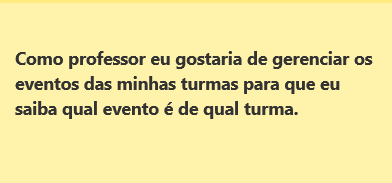 Como professor eu gostaria de gerenciar os
eventos das minhas turmas para que eu
saiba qual evento é de qual turma.